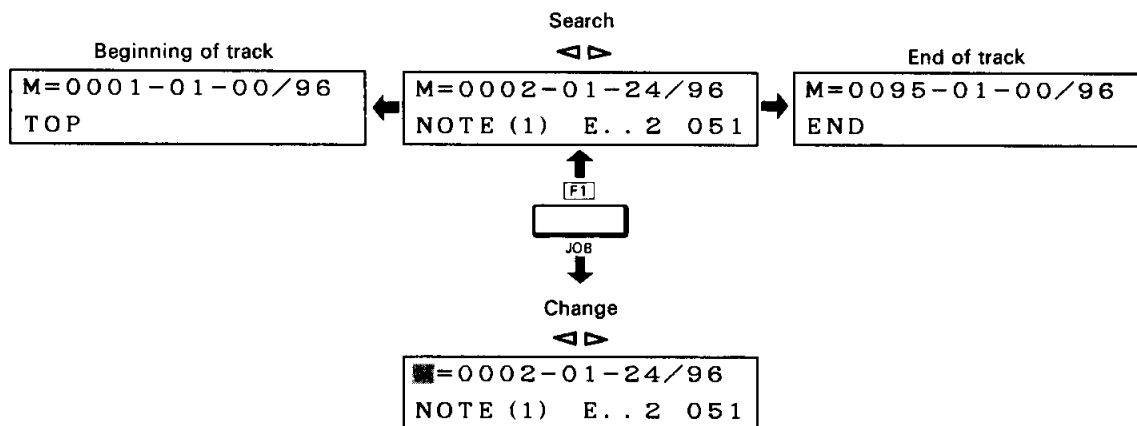 Search
◁ ▷
Beginning of track
End of track
M=0001-01-00/96
TOP
M=0002-01-24/96
NOTE (1) E..2 051
M=0095-01-00/96
END
F1
JOB
Change
◁ ▷
M=0002-01-24/96
NOTE (1) E..2 051